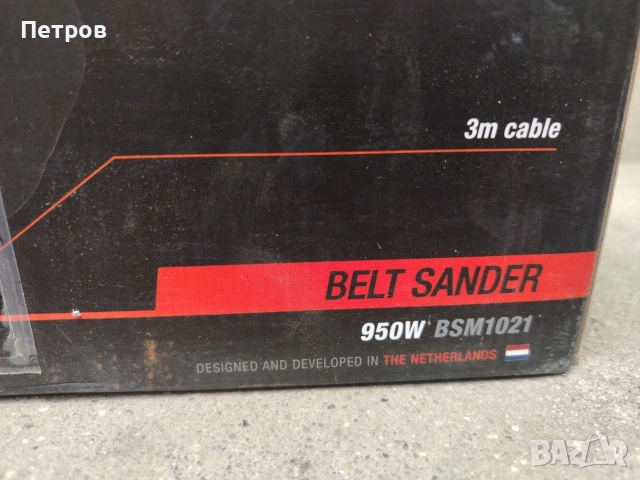 Петров
3m cable
BELT SANDER
950W BSM1021
DESIGNED AND DEVELOPED IN THE NETHERLANDS
BAZAR